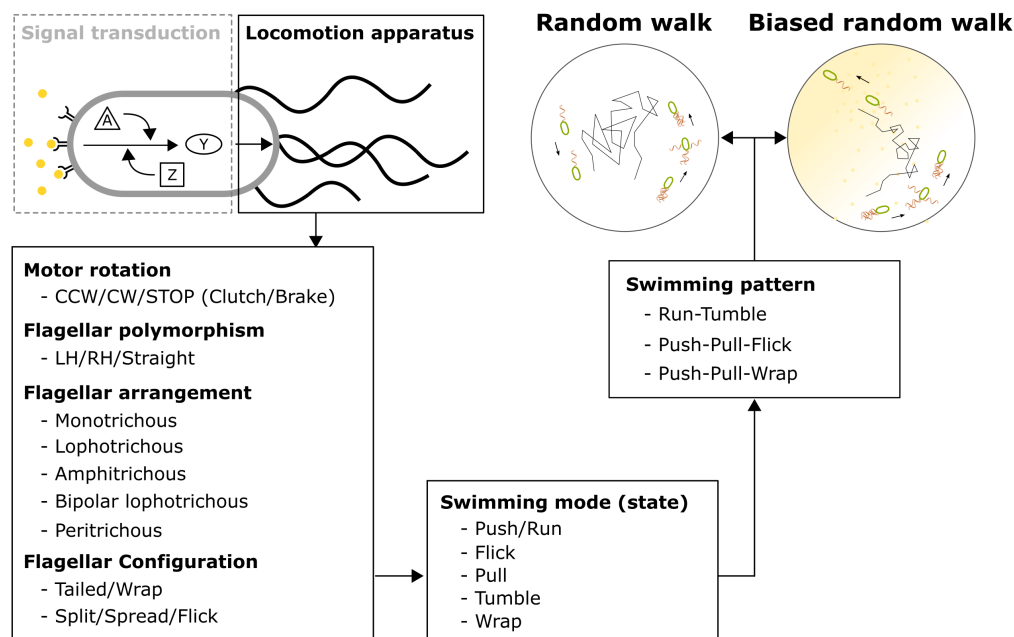 Signal transduction
Locomotion apparatus
A
Y
Z
Random walk
Biased random walk
Motor rotation
- CCW/CW/STOP (Clutch/Brake)
Flagellar polymorphism
- LH/RH/Straight
Flagellar arrangement
- Monotrichous
- Lophotrichous
- Amphitrichous
- Bipolar lophotrichous
- Peritrichous
Flagellar Configuration
- Tailed/Wrap
- Split/Spread/Flick
Swimming mode (state)
- Push/Run
- Flick
- Pull
- Tumble
- Wrap
Swimming pattern
- Run-Tumble
- Push-Pull-Flick
- Push-Pull-Wrap